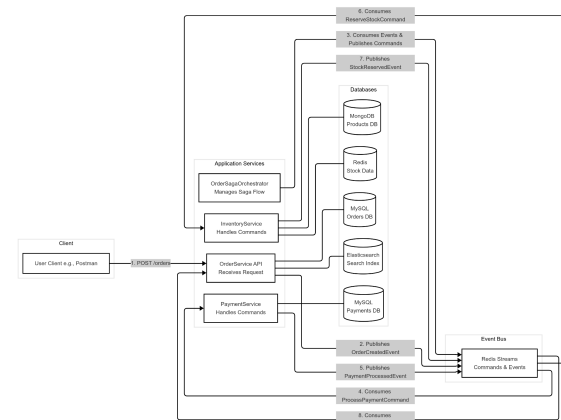 6. Consumes
ReserveStockCommand
3. Consumes Events &
Publishes Commands
7. Publishes
StockReservedEvent
Databases
MongoDB
Products DB
Application Services
Redis
Stock Data
OrderSagaOrchestrator
Manages Saga Flow
MySQL
Orders DB
InventoryService
Handles Commands
Client
User Client e.g., Postman
1. POST /orders
OrderService API
Receives Request
Elasticsearch
Search Index
PaymentService
Handles Commands
MySQL
Payments DB
Event Bus
2. Publishes
OrderCreatedEvent
Redis Streams
Commands & Events
5. Publishes
PaymentProcessedEvent
4. Consumes
ProcessPaymentCommand
8. Consumes